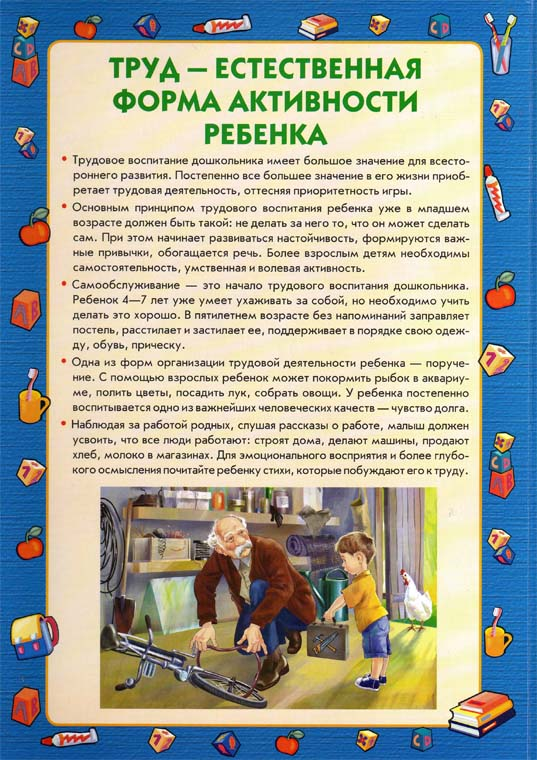 ТРУД — ЕСТЕСТВЕННАЯ
ФОРМА АКТИВНОСТИ
РЕБЕНКА
• Трудовое воспитание дошкольника имеет большое значение для всесто-
роннего развития. Постепенно все большее значение в его жизни приоб-
ретает трудовая деятельность, оттесняя приоритетность игры.
• Основным принципом трудового воспитания ребенка уже в младшем
возрасте должен быть такой: не делать за него то, что он может сделать
сам. При этом начинает развиваться настойчивость, формируются важ-
ные привычки, обогащается речь. Более взрослым детям необходимы
самостоятельность, умственная и волевая активность.
• Самообслуживание — это начало трудового воспитания дошкольника.
Ребенок 4—7 лет уже умеет ухаживать за собой, но необходимо учить
делать это хорошо. В пятилетнем возрасте без напоминаний заправляет
постель, расстилает и застилает ее, поддерживает в порядке свою одеж-
ду, обувь, прическу.
• Одна из форм организации трудовой деятельности ребенка — поруче-
ние. С помощью взрослых ребенок может покормить рыбок в аквариу-
ме, полить цветы, посадить лук, собрать овощи. У ребенка постепенно
воспитывается одно из важнейших человеческих качеств — чувство долга.
• Наблюдая за работой родных, слушая рассказы о работе, малыш должен
усвоить, что все люди работают: строят дома, делают машины, продают
хлеб, молоко в магазинах. Для эмоционального восприятия и более глубо-
кого осмысления почитайте ребенку стихи, которые побуждают его к труду.